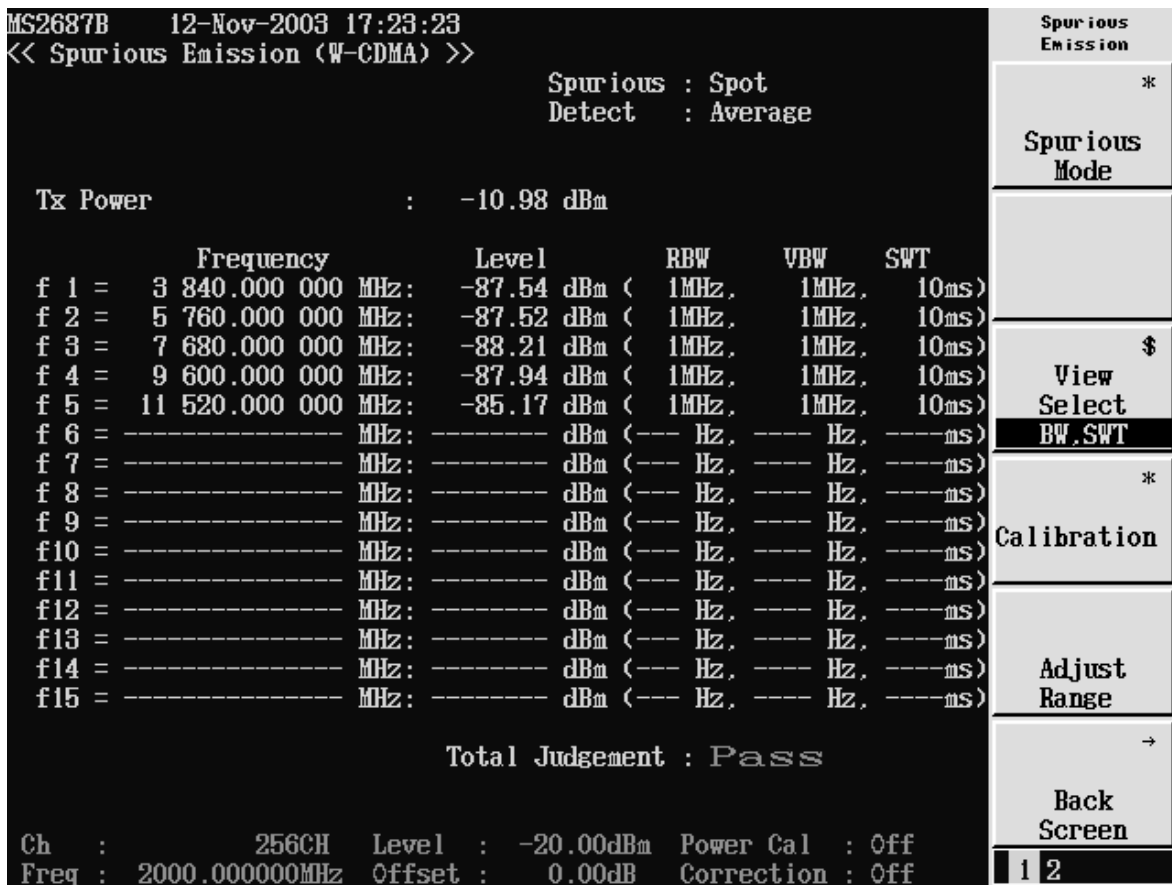 MS2687B 12-Nov-2003 17:23:23
<< Spurious Emission (W-CDMA) >>
Spurious : Spot
Detect : Average
Tx Power : -10.98 dBm
Frequency Level RBW VBW SWT
f 1 = 3 840.000 000 MHz: -87.54 dBm ( 1MHz, 1MHz, 10ms)
f 2 = 5 760.000 000 MHz: -87.52 dBm ( 1MHz, 1MHz, 10ms)
f 3 = 7 680.000 000 MHz: -88.21 dBm ( 1MHz, 1MHz, 10ms)
f 4 = 9 600.000 000 MHz: -87.94 dBm ( 1MHz, 1MHz, 10ms)
f 5 = 11 520.000 000 MHz: -85.17 dBm ( 1MHz, 1MHz, 10ms)
f 6 = --------------- MHz: -------- dBm (--- Hz, ---- Hz, ----ms)
f 7 = --------------- MHz: -------- dBm (--- Hz, ---- Hz, ----ms)
f 8 = --------------- MHz: -------- dBm (--- Hz, ---- Hz, ----ms)
f 9 = --------------- MHz: -------- dBm (--- Hz, ---- Hz, ----ms)
f10 = --------------- MHz: -------- dBm (--- Hz, ---- Hz, ----ms)
f11 = --------------- MHz: -------- dBm (--- Hz, ---- Hz, ----ms)
f12 = --------------- MHz: -------- dBm (--- Hz, ---- Hz, ----ms)
f13 = --------------- MHz: -------- dBm (--- Hz, ---- Hz, ----ms)
f14 = --------------- MHz: -------- dBm (--- Hz, ---- Hz, ----ms)
f15 = --------------- MHz: -------- dBm (--- Hz, ---- Hz, ----ms)
Total Judgement : Pass
Ch : 256CH Level : -20.00dBm Power Cal : Off
Freq : 2000.000000MHz Offset : 0.00dB Correction : Off
Spurious
Emission
*
Spurious
Mode
$
View
Select
BW,SWT
*
Calibration
Adjust
Range
→
Back
Screen
1 2